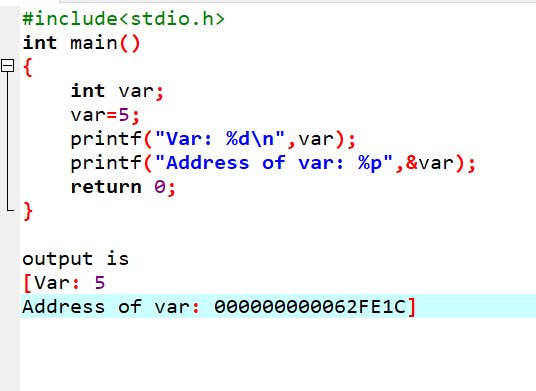 #include<stdio.h>
int main()
{
int var;
var=5;
printf("Var: %d\n",var);
printf("Address of var: %p",&var);
return 0;
}
output is
[Var: 5
Address of var: 000000000062FE1C]